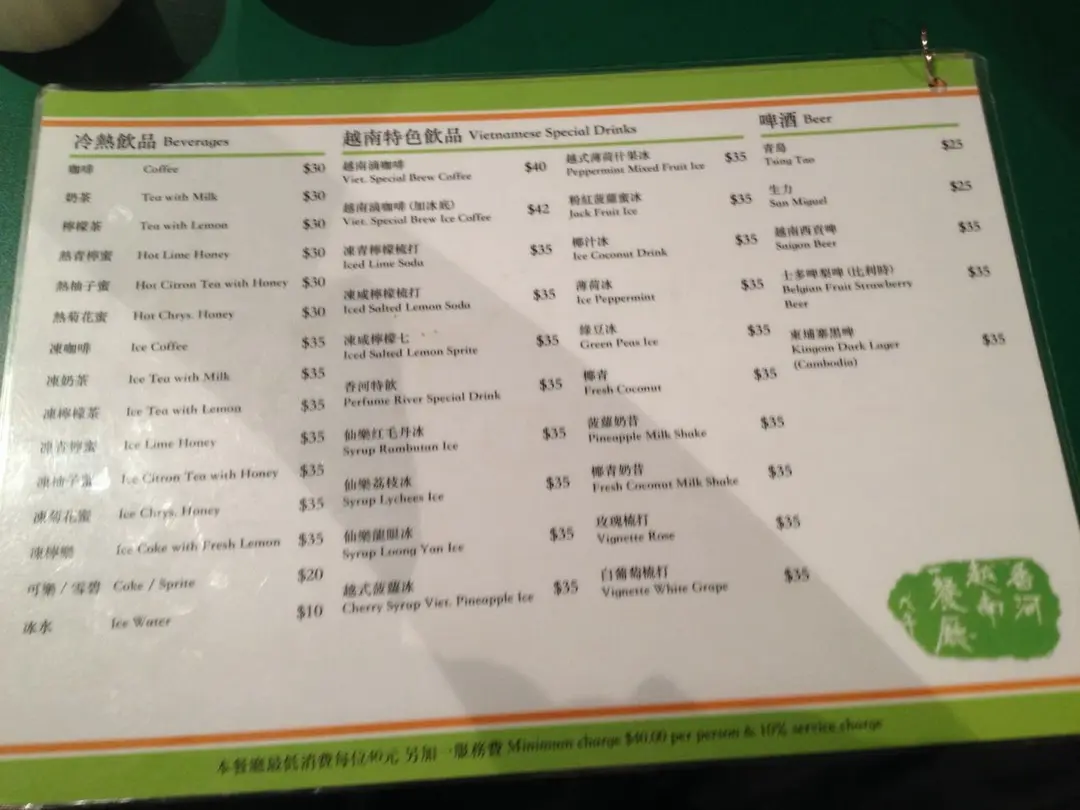 冷熱飲品 Beverages
咖啡 Coffee $30
奶茶 Tea with Milk $30
檸檬茶 Tea with Lemon $30
熱青檸蜜 Hot Lime Honey $30
熱柚子蜜 Hot Citron Tea with Honey $30
熱菊花蜜 Hot Chrys. Honey $30
凍咖啡 Ice Coffee $35
凍奶茶 Ice Tea with Milk $35
凍檸檬茶 Ice Tea with Lemon $35
凍青檸蜜 Ice Lime Honey $35
凍柚子蜜 Ice Citron Tea with Honey $35
凍菊花蜜 Ice Chrys. Honey $35
凍檸樂 Ice Coke with Fresh Lemon $35
可樂 / 雪碧 Coke / Sprite $20
冰水 Ice Water $10
越南特色飲品 Vietnamese Special Drinks
越南滴咖啡 $40
Viet. Special Brew Coffee
越南滴咖啡 (加冰底) $42
Viet. Special Brew Ice Coffee
凍青檸檬梳打 $35
Iced Lime Soda
凍咸檸檬梳打 $35
Iced Salted Lemon Soda
凍咸檸檬七 $35
Iced Salted Lemon Sprite
香河特飲 $35
Perfume River Special Drink
仙樂紅毛丹冰 $35
Syrup Rambutan Ice
仙樂荔枝冰 $35
Syrup Lychees Ice
仙樂龍眼冰 $35
Syrup Loong Yan Ice
越式菠蘿冰 $35
Cherry Syrup Viet. Pineapple Ice
越式薄荷什果冰 $35
Peppermint Mixed Fruit Ice
粉紅菠蘿蜜冰 $35
Jack Fruit Ice
椰汁冰 $35
Ice Coconut Drink
薄荷冰 $35
Ice Peppermint
綠豆冰 $35
Green Peas Ice
椰青 $35
Fresh Coconut
菠蘿奶昔 $35
Pineapple Milk Shake
椰青奶昔 $35
Fresh Coconut Milk Shake
玫瑰梳打 $35
Vignette Rose
白葡萄梳打 $35
Vignette White Grape
啤酒 Beer
青島 $25
Tsing Tao
生力 $25
San Miguel
越南西貢啤 $35
Saigon Beer
士多啤梨啤 (比利時) $35
Belgian Fruit Strawberry
Beer
柬埔寨黑啤 $35
Kingom Dark Lager
(Cambodia)
香河
越南
餐廳
本餐廳最低消費每位40元 另加一服務費 Minimum charge $40.00 per person & 10% service charge